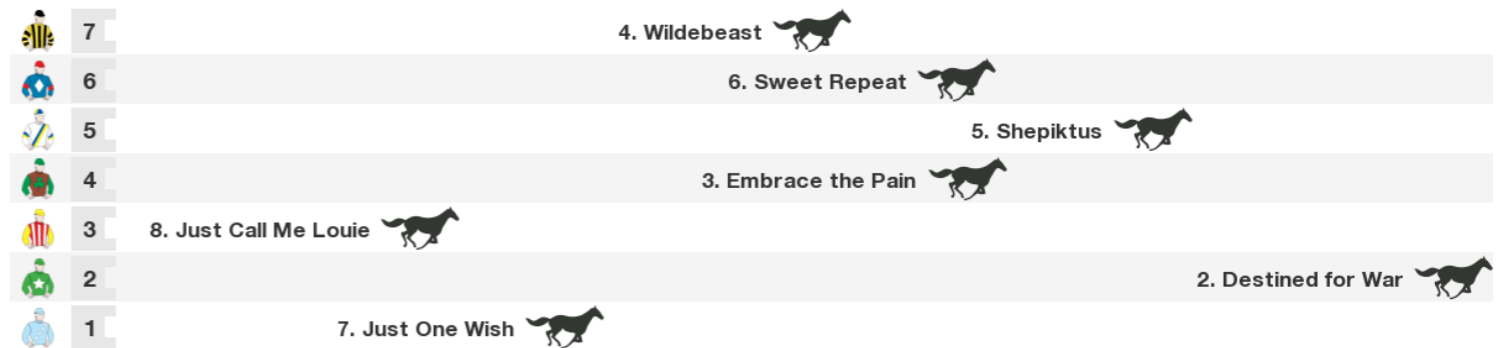 7 4. Wildebeast
6 6. Sweet Repeat
5 5. Shepiktus
4 3. Embrace the Pain
3 8. Just Call Me Louie
2 2. Destined for War
1 7. Just One Wish